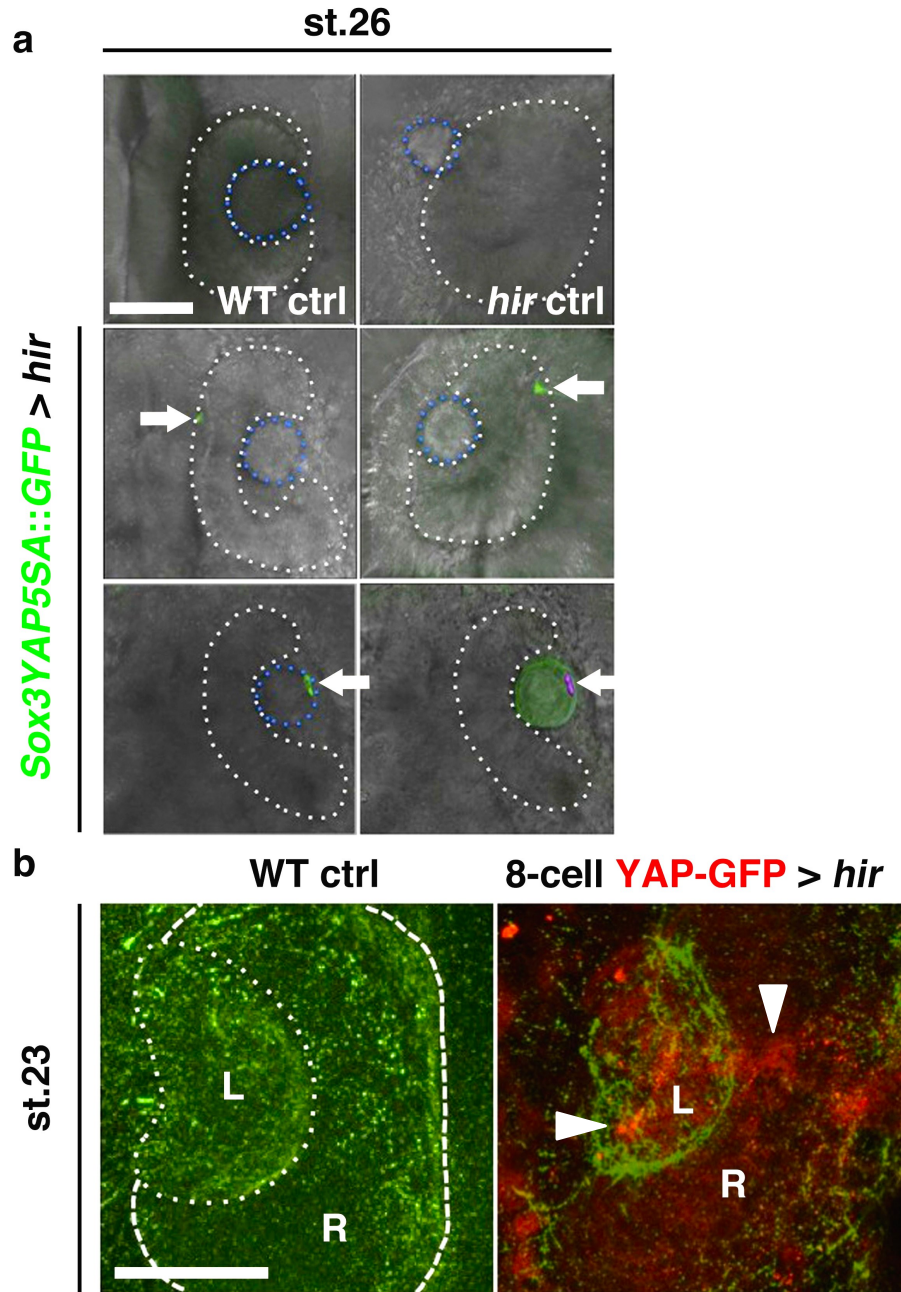 a
st.26
WT ctrl
hir ctrl
Sox3YAP5SA::GFP > hir
b
WT ctrl
8-cell YAP-GFP > hir
st.23
L
R
L
R